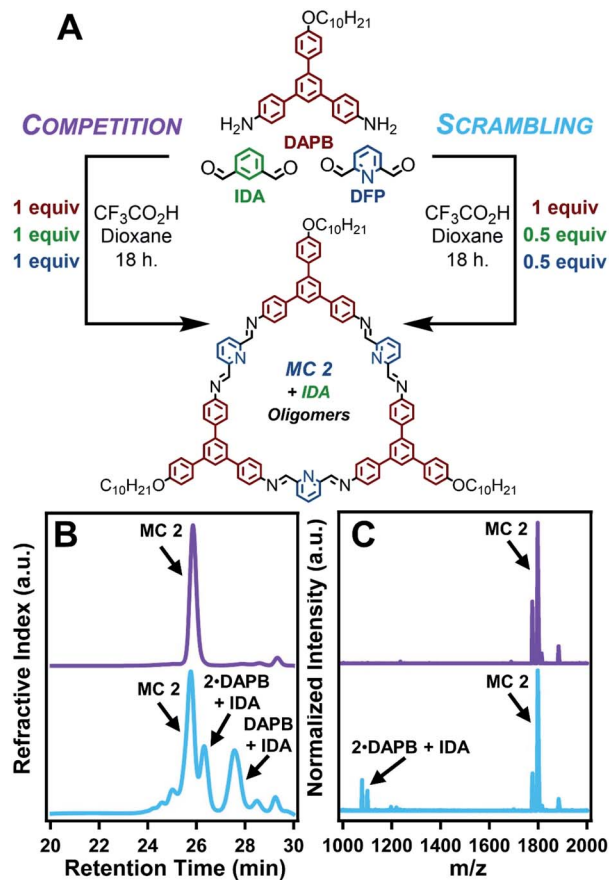 A
OC10H21
H2N
NH2
DAPB
COMPETITION
SCRAMBLING
O
O
IDA
O
N
O
DFP
1 equiv
1 equiv
1 equiv
CF3CO2H
Dioxane
18 h.
CF3CO2H
Dioxane
18 h.
1 equiv
0.5 equiv
0.5 equiv
OC10H21
N
N
N
N
MC 2
+ IDA
Oligomers
N
N
C10H21O
N
N
N
OC10H21
B
MC 2
MC 2
2•DAPB
+ IDA
DAPB
+ IDA
Refractive Index (a.u.)
20 22 24 26 28 30
Retention Time (min)
C
MC 2
MC 2
2•DAPB + IDA
Normalized Intensity (a.u.)
1000 1200 1400 1600 1800 2000
m/z